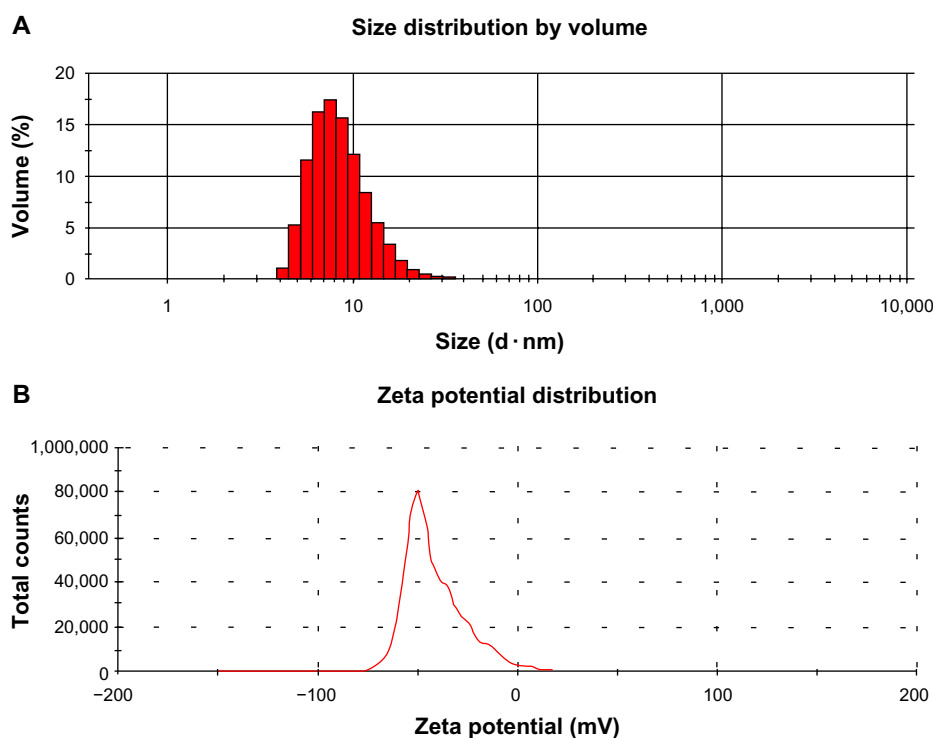 A
Size distribution by volume
20
15
10
5
0
Volume (%)
1 10 100 1,000 10,000
Size (d·nm)
B
Zeta potential distribution
1,000,000
80,000
60,000
40,000
20,000
0
Total counts
−200 −100 0 100 200
Zeta potential (mV)